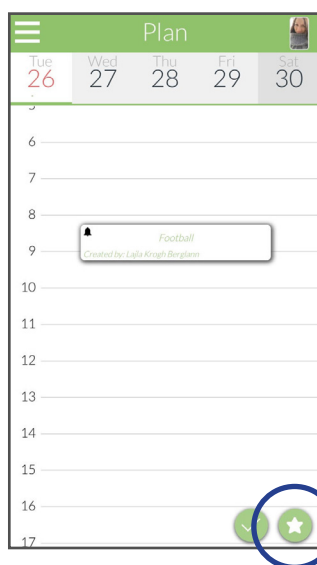 Plan
Tue Wed Thu Fri Sat
26 27 28 29 30
5
6
7
8
Football
9
Created by: Lajla Krogh Berglann
10
11
12
13
14
15
16
17